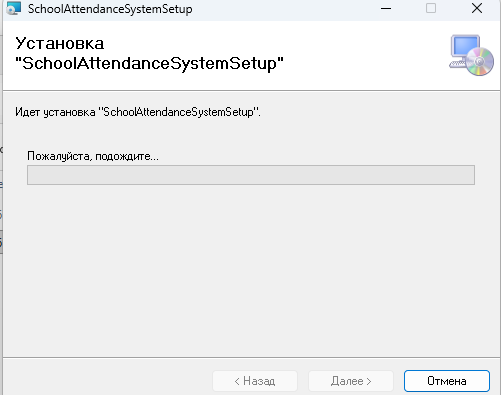 SchoolAttendanceSystemSetup
Установка
"SchoolAttendanceSystemSetup"
Идет установка "SchoolAttendanceSystemSetup".
Пожалуйста, подождите...
< Назад
Далее >
Отмена